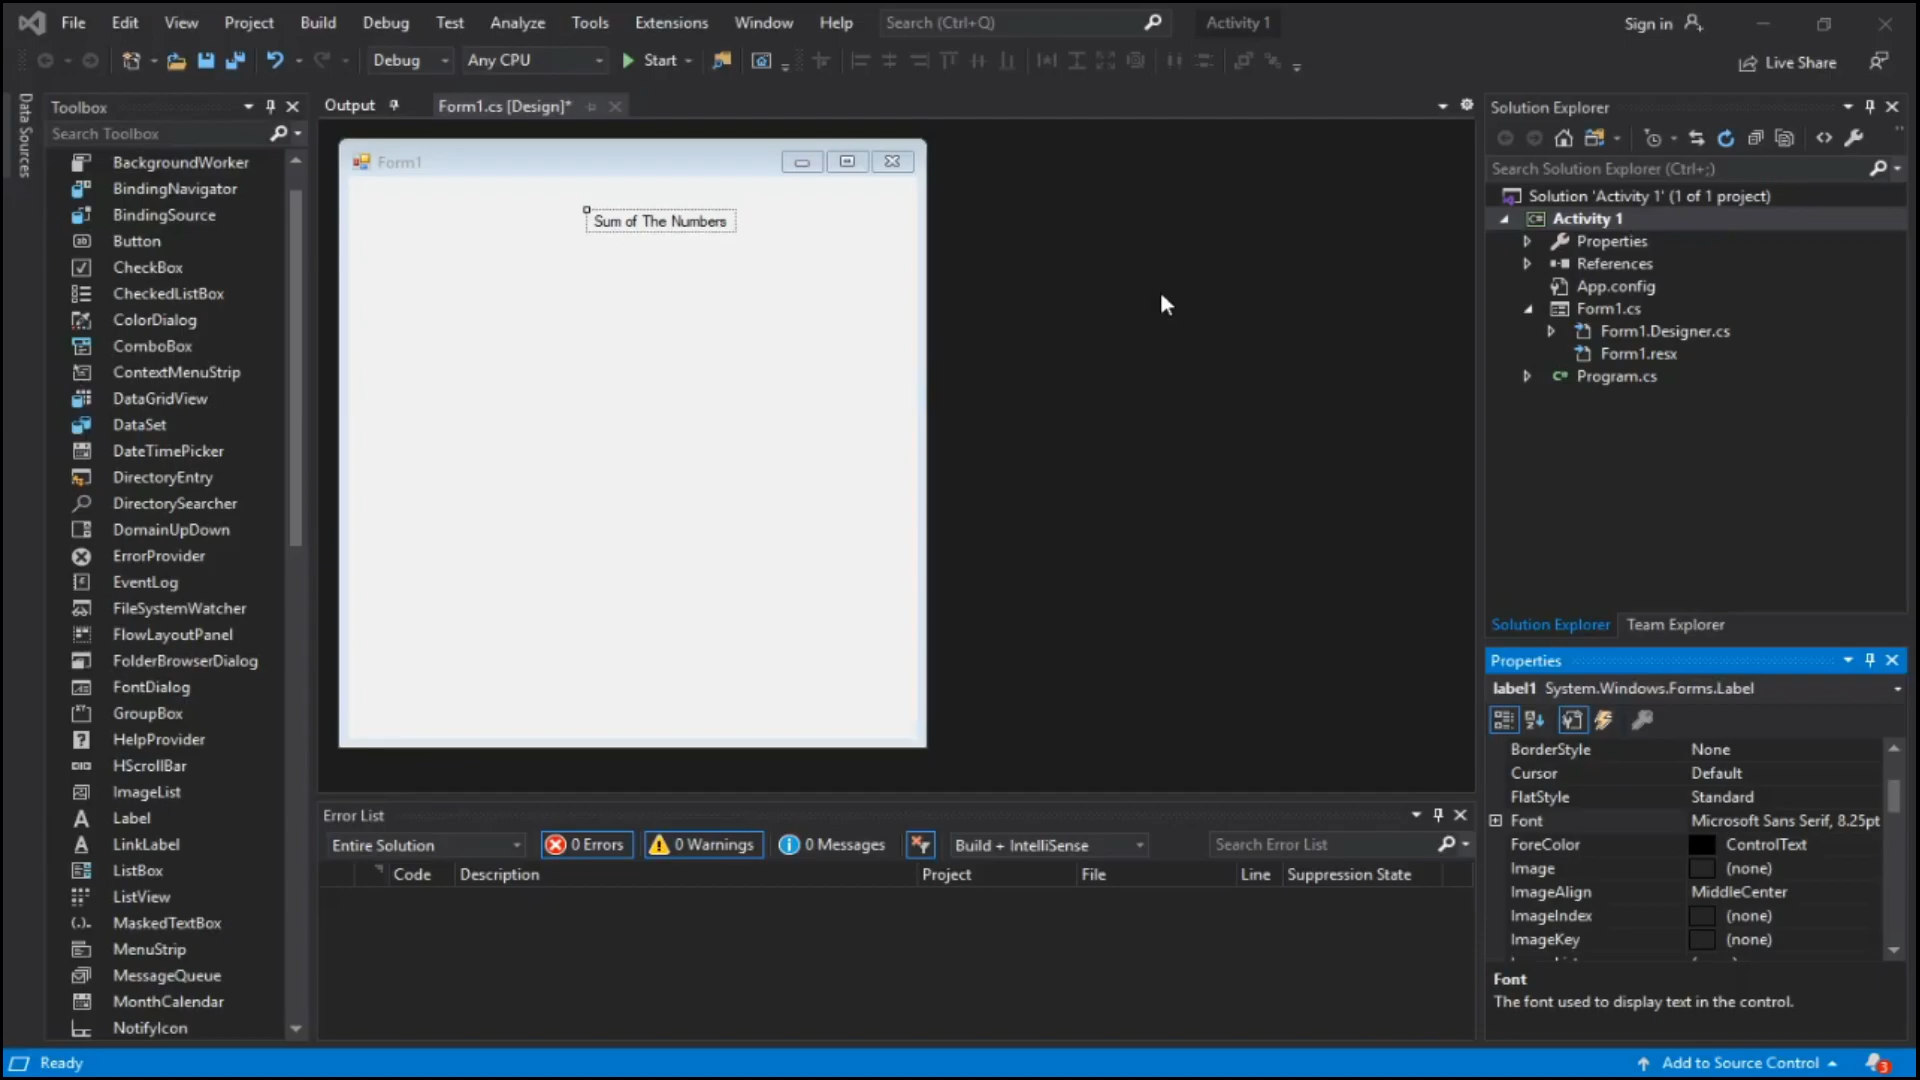 File Edit View Project Build Debug Test Analyze Tools Extensions Window Help Search (Ctrl+Q) Activity 1 Sign in
Debug Any CPU Start Live Share
Data Sources
Toolbox
Search Toolbox
BackgroundWorker
BindingNavigator
BindingSource
Button
CheckBox
CheckedListBox
ColorDialog
ComboBox
ContextMenuStrip
DataGridView
DataSet
DateTimePicker
DirectoryEntry
DirectorySearcher
DomainUpDown
ErrorProvider
EventLog
FileSystemWatcher
FlowLayoutPanel
FolderBrowserDialog
FontDialog
GroupBox
HelpProvider
HScrollBar
ImageList
Label
LinkLabel
ListBox
ListView
MaskedTextBox
MenuStrip
MessageQueue
MonthCalendar
NotifyIcon
Output Form1.cs [Design]*
Form1
Sum of The Numbers
Error List
Entire Solution 0 Errors 0 Warnings 0 Messages Build + IntelliSense Search Error List
Code Description Project File Line Suppression State
Solution Explorer
Search Solution Explorer (Ctrl+;)
Solution 'Activity 1' (1 of 1 project)
Activity 1
Properties
References
App.config
Form1.cs
Form1.Designer.cs
Form1.resx
Program.cs
Solution Explorer Team Explorer
Properties
label1 System.Windows.Forms.Label
BorderStyle None
Cursor Default
FlatStyle Standard
Font Microsoft Sans Serif, 8.25pt
ForeColor ControlText
Image (none)
ImageAlign MiddleCenter
ImageIndex (none)
ImageKey (none)
Font
The font used to display text in the control.
Ready Add to Source Control 3